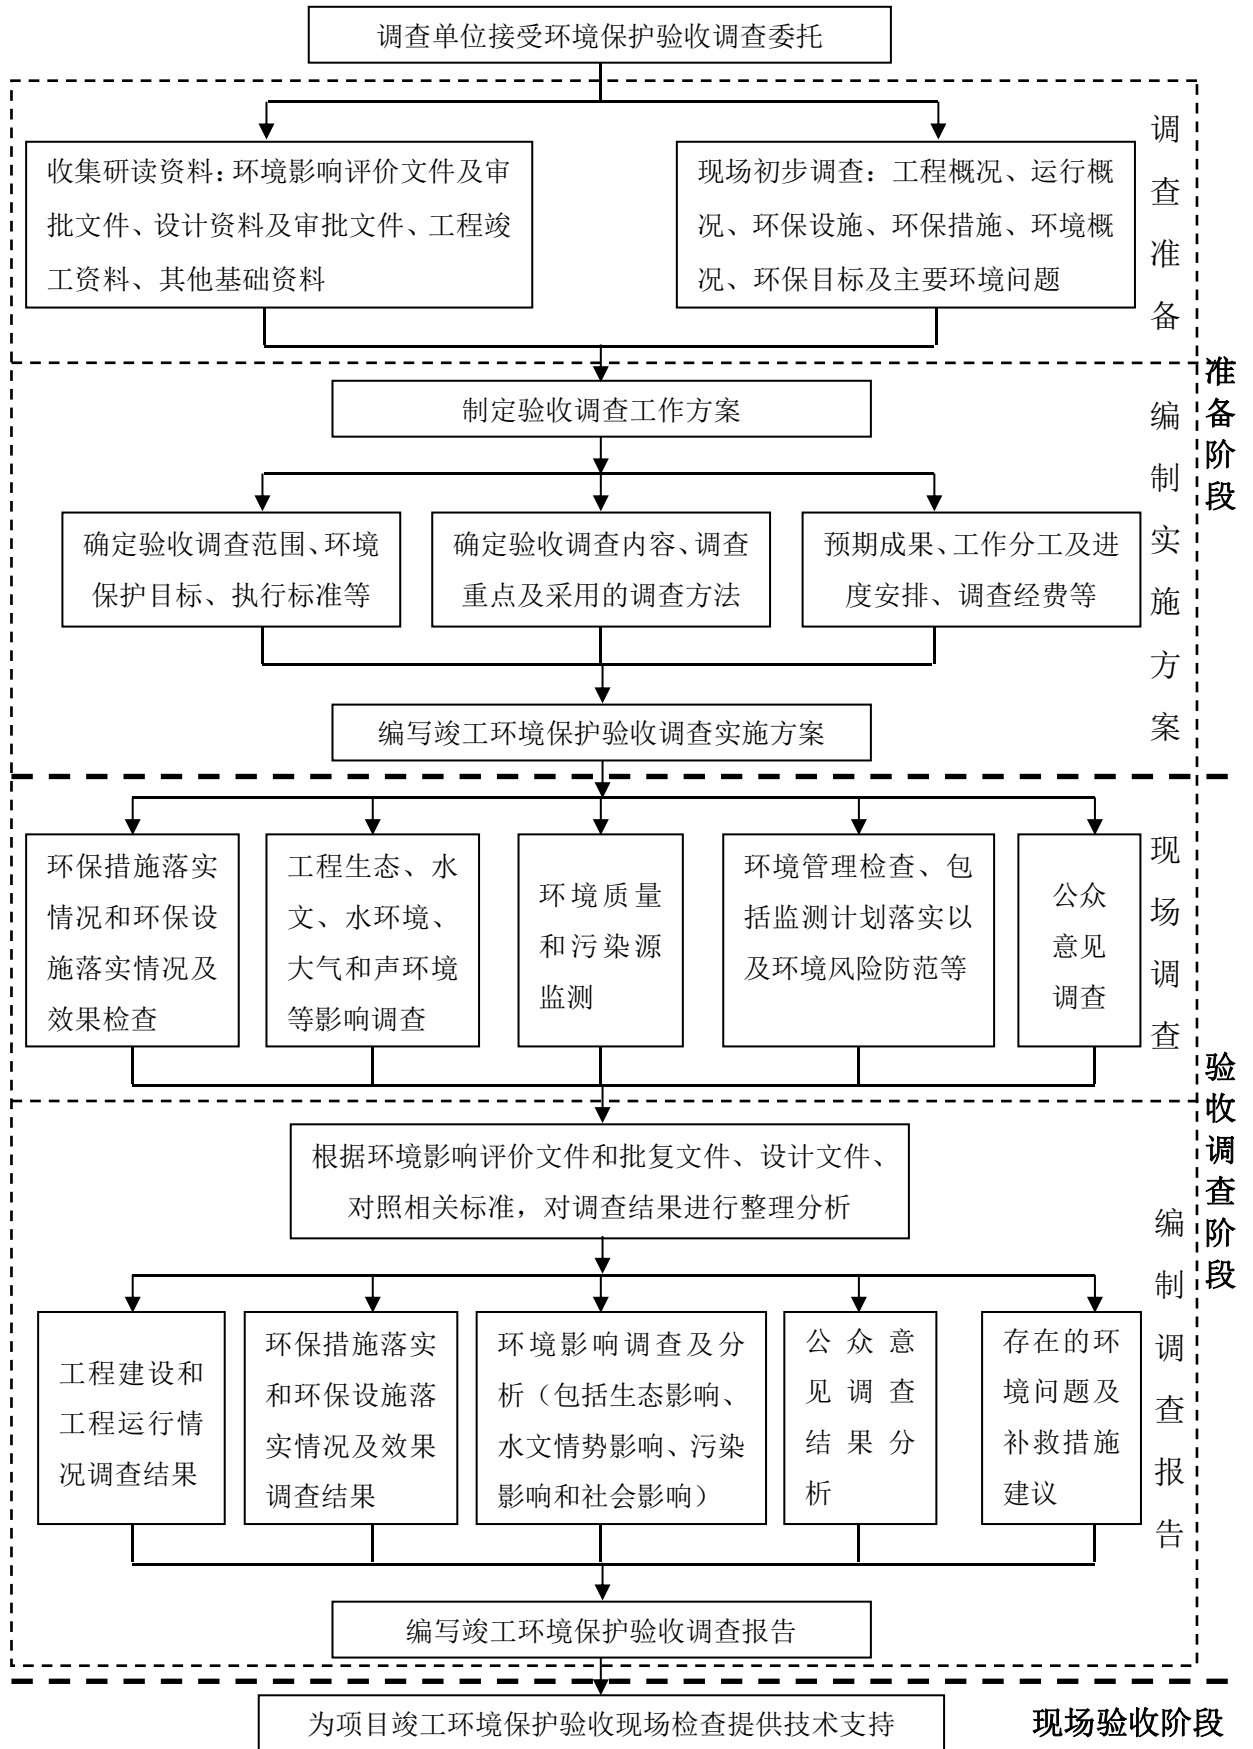 调查单位接受环境保护验收调查委托
收集研读资料：环境影响评价文件及审
批文件、设计资料及审批文件、工程竣
工资料、其他基础资料
现场初步调查：工程概况、运行概
况、环保设施、环保措施、环境概
况、环保目标及主要环境问题
调查准备
制定验收调查工作方案
确定验收调查范围、环境
保护目标、执行标准等
确定验收调查内容、调查
重点及采用的调查方法
预期成果、工作分工及进
度安排、调查经费等
编写竣工环境保护验收调查实施方案
编制实施方案
准备阶段
环保措施落实
情况和环保设
施落实情况及
效果检查
工程生态、水
文、水环境、
大气和声环境
等影响调查
环境质量
和污染源
监测
环境管理检查、包
括监测计划落实以
及环境风险防范等
公众
意见
调查
现场调查
根据环境影响评价文件和批复文件、设计文件、
对照相关标准，对调查结果进行整理分析
工程建设和
工程运行情
况调查结果
环保措施落实
和环保设施落
实情况及效果
调查结果
环境影响调查及分
析（包括生态影响、
水文情势影响、污染
影响和社会影响）
公众意
见调查
结果分
析
存在的环
境问题及
补救措施
建议
编写竣工环境保护验收调查报告
编制调查报告
验收调查阶段
为项目竣工环境保护验收现场检查提供技术支持
现场验收阶段